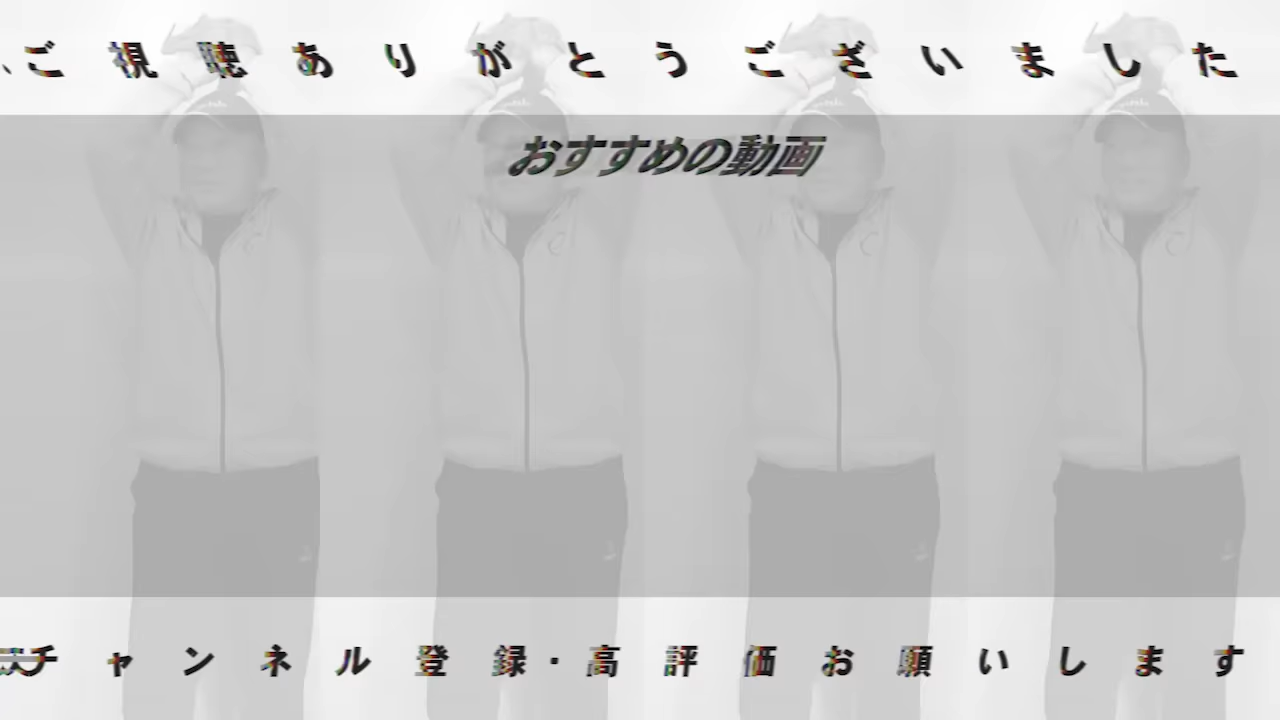 ご視聴ありがとうございました
おすすめの動画
チャンネル登録・高評価お願いします